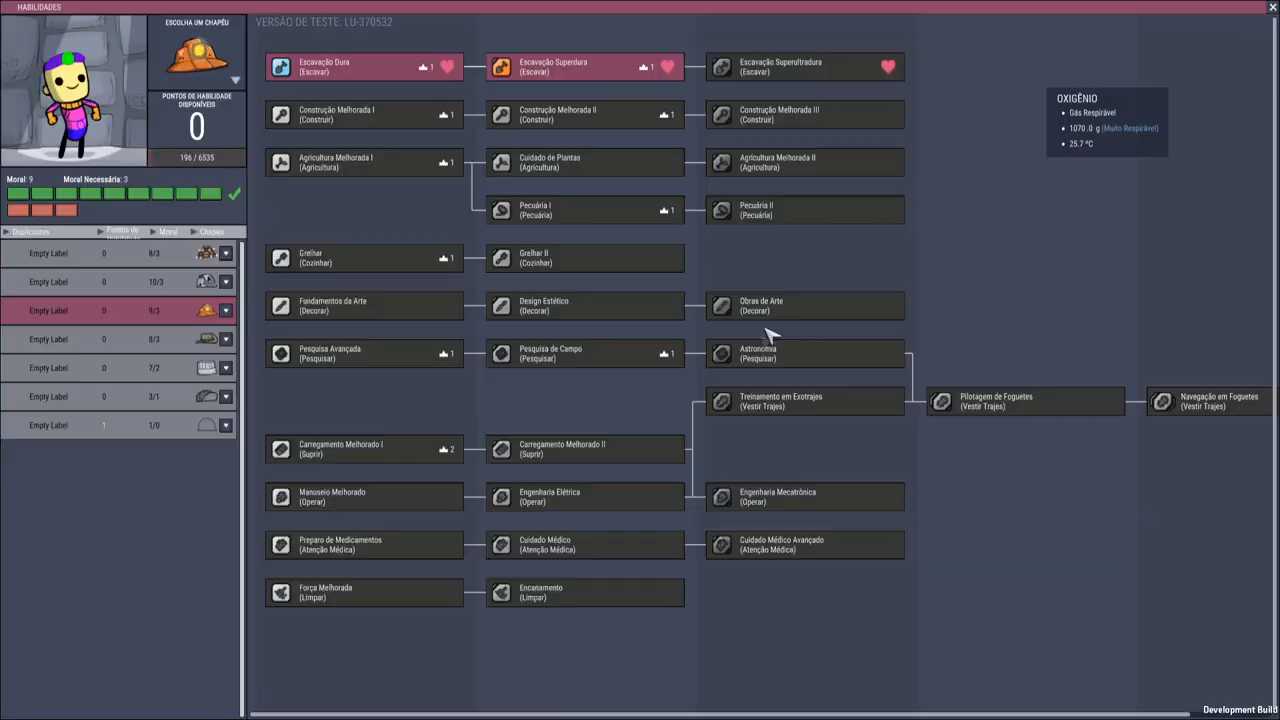 HABILIDADES
ESCOLHA UM CHAPÉU
PONTOS DE HABILIDADE
DISPONÍVEIS
0
196 / 6535
Moral: 9
Moral Necessária: 3
Duplicantes
Pontos de
Habilidade
Moral
Chapéu
Empty Label 0 8/3
Empty Label 0 10/3
Empty Label 0 9/3
Empty Label 0 8/3
Empty Label 0 7/2
Empty Label 0 3/1
Empty Label 1 1/0
VERSÃO DE TESTE: LU-370532
Escavação Dura
(Escavar)
1
Escavação Superdura
(Escavar)
1
Escavação Superultradura
(Escavar)
Construção Melhorada I
(Construir)
1
Construção Melhorada II
(Construir)
1
Construção Melhorada III
(Construir)
Agricultura Melhorada I
(Agricultura)
1
Cuidado de Plantas
(Agricultura)
Agricultura Melhorada II
(Agricultura)
Pecuária I
(Pecuária)
1
Pecuária II
(Pecuária)
Grelhar
(Cozinhar)
1
Grelhar II
(Cozinhar)
Fundamentos da Arte
(Decorar)
Design Estético
(Decorar)
Obras de Arte
(Decorar)
Pesquisa Avançada
(Pesquisar)
1
Pesquisa de Campo
(Pesquisar)
1
Astronomia
(Pesquisar)
Treinamento em Exotrajes
(Vestir Trajes)
Pilotagem de Foguetes
(Vestir Trajes)
Navegação em Foguetes
(Vestir Trajes)
Carregamento Melhorado I
(Suprir)
2
Carregamento Melhorado II
(Suprir)
Manuseio Melhorado
(Operar)
Engenharia Elétrica
(Operar)
Engenharia Mecatrônica
(Operar)
Preparo de Medicamentos
(Atenção Médica)
Cuidado Médico
(Atenção Médica)
Cuidado Médico Avançado
(Atenção Médica)
Força Melhorada
(Limpar)
Encanamento
(Limpar)
OXIGÊNIO
• Gás Respirável
• 1070.0 g (Muito Respirável)
• 25.7 ºC
Development Build